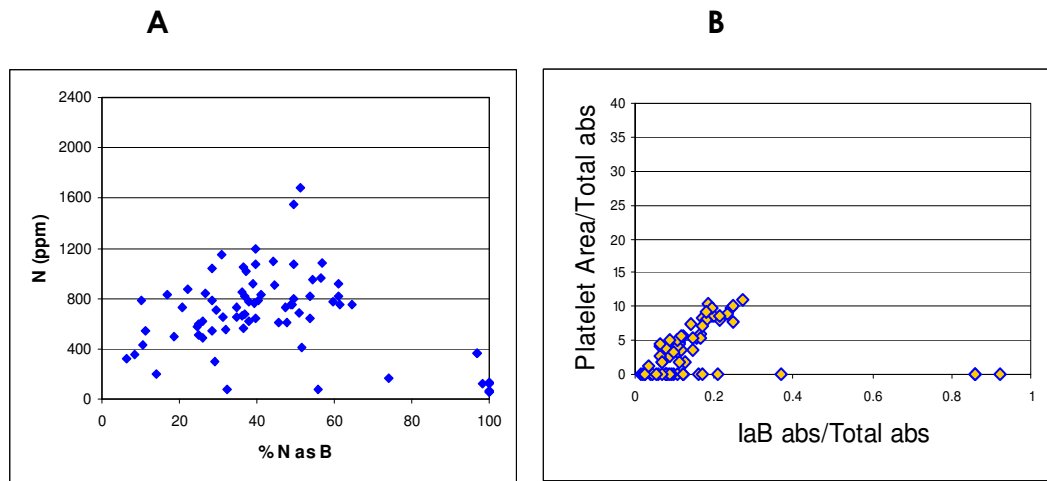 A
B
2400
2000
1600
1200
800
400
0
N (ppm)
0 20 40 60 80 100
% N as B
40
35
30
25
20
15
10
5
0
Platelet Area/Total abs
0 0.2 0.4 0.6 0.8 1
IaB abs/Total abs